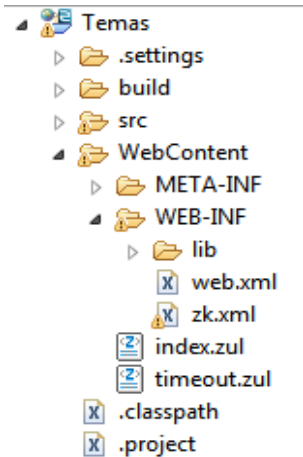 Temas
.settings
build
src
WebContent
META-INF
WEB-INF
lib
web.xml
zk.xml
index.zul
timeout.zul
.classpath
.project